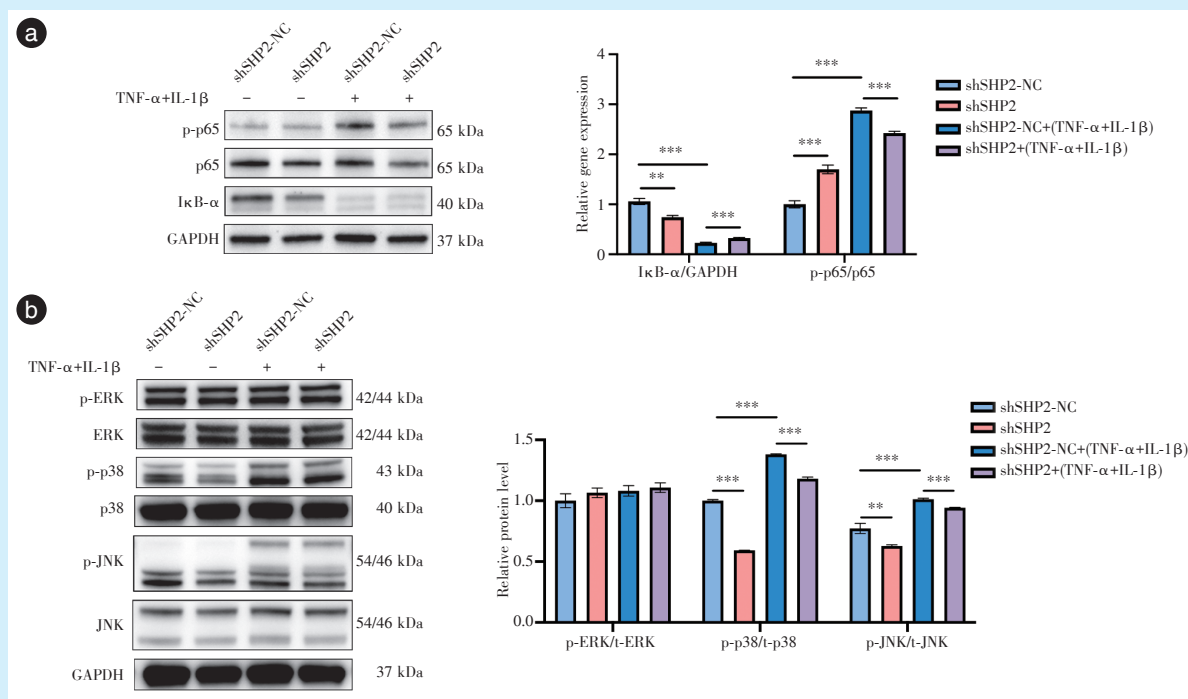 a
shSHP2-NC shSHP2 shSHP2-NC shSHP2
TNF-α+IL-1β − − + +
p-p65 65 kDa
p65 65 kDa
IκB-α 40 kDa
GAPDH 37 kDa
Relative gene expression
4
3
2
1
0
*** ** *** *** *** ***
IκB-α/GAPDH p-p65/p65
shSHP2-NC
shSHP2
shSHP2-NC+(TNF-α+IL-1β)
shSHP2+(TNF-α+IL-1β)
b
shSHP2-NC shSHP2 shSHP2-NC shSHP2
TNF-α+IL-1β − − + +
p-ERK 42/44 kDa
ERK 42/44 kDa
p-p38 43 kDa
p38 40 kDa
p-JNK 54/46 kDa
JNK 54/46 kDa
GAPDH 37 kDa
Relative protein level
1.5
1.0
0.5
0.0
*** *** *** ** *** ***
p-ERK/t-ERK p-p38/t-p38 p-JNK/t-JNK
shSHP2-NC
shSHP2
shSHP2-NC+(TNF-α+IL-1β)
shSHP2+(TNF-α+IL-1β)